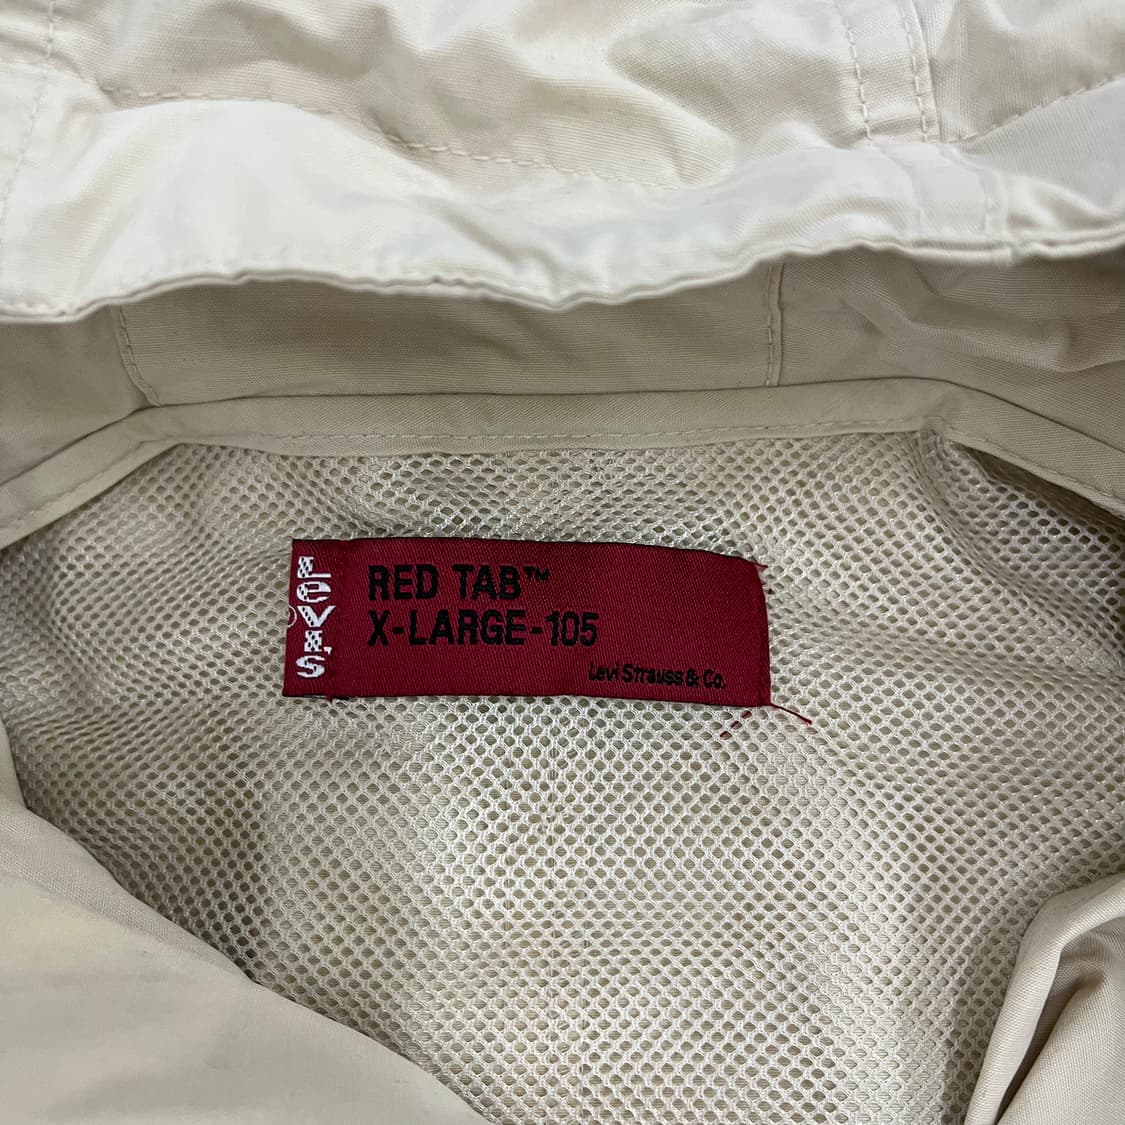 LEVI'S
®
RED TAB™
X-LARGE-105
Levi Strauss & Co.